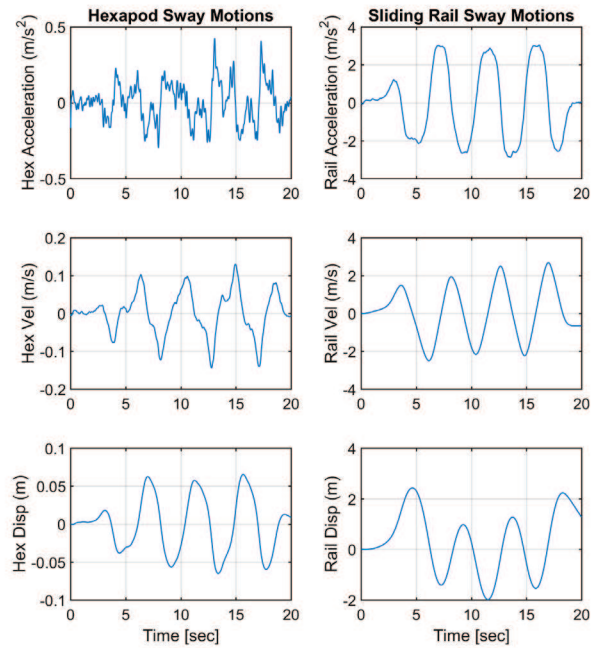 Hexapod Sway Motions
Sliding Rail Sway Motions
Hex Acceleration (m/s²)
0.5
0
-0.5
0 5 10 15 20
Rail Acceleration (m/s²)
4
2
0
-2
-4
0 5 10 15 20
Hex Vel (m/s)
0.2
0.1
0
-0.1
-0.2
0 5 10 15 20
Rail Vel (m/s)
4
2
0
-2
-4
0 5 10 15 20
Hex Disp (m)
0.1
0.05
0
-0.05
-0.1
0 5 10 15 20
Time [sec]
Rail Disp (m)
4
2
0
-2
0 5 10 15 20
Time [sec]